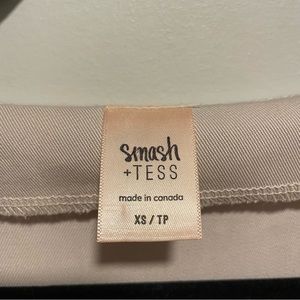 smash
+TESS
made in canada
XS / TP